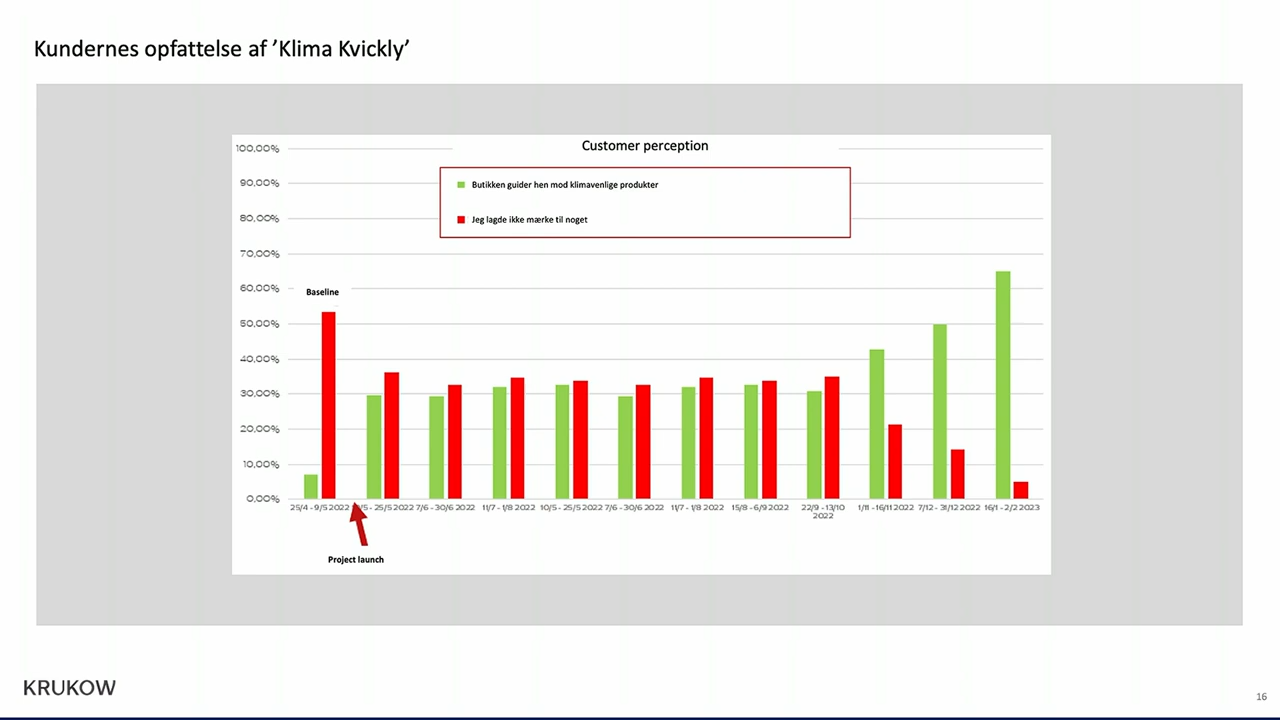 Kundernes opfattelse af ’Klima Kvickly’
Customer perception
Butikken guider hen mod klimavenlige produkter
Jeg lagde ikke mærke til noget
100,00%
90,00%
80,00%
70,00%
60,00%
50,00%
40,00%
30,00%
20,00%
10,00%
0,00%
Baseline
25/4 - 9/5 2022
- 25/5 2022
7/6 - 30/6 2022
11/7 - 1/8 2022
10/5 - 25/5 2022
7/6 - 30/6 2022
11/7 - 1/8 2022
15/8 - 6/9 2022
22/9 - 13/10
2022
1/11 - 16/11 2022
7/12 - 31/12 2022
16/1 - 2/2 2023
Project launch
KRUKOW
16